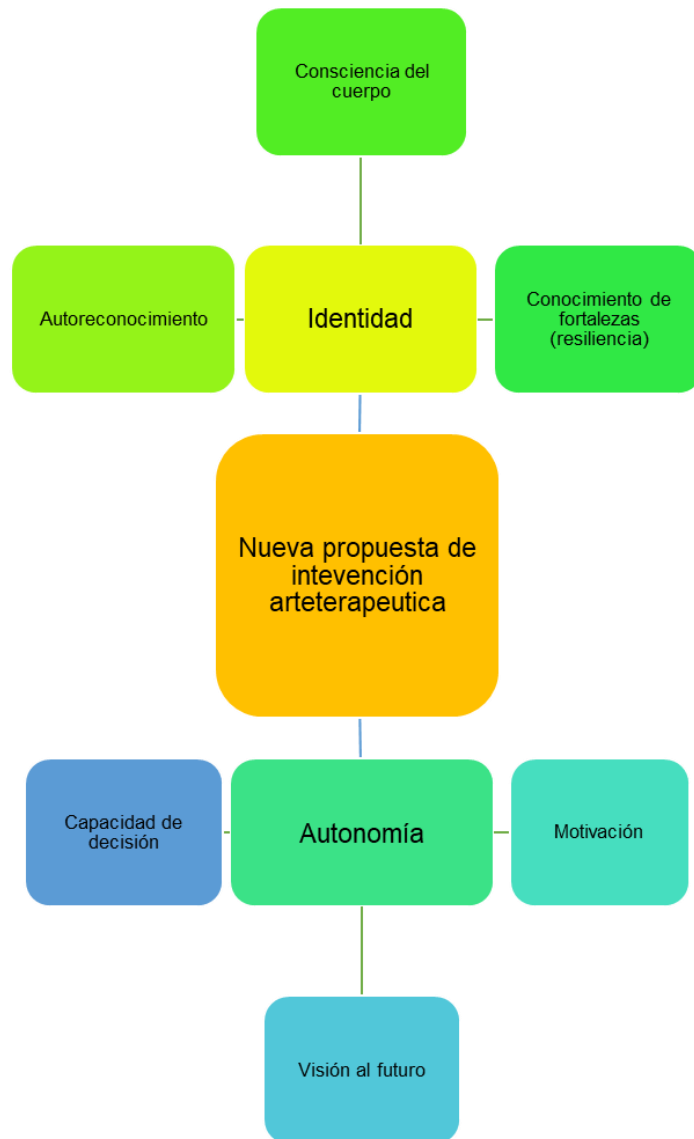 Consciencia del
cuerpo
Autoreconocimiento
Identidad
Conocimiento de
fortalezas
(resiliencia)
Nueva propuesta de
intevención
arteterapeutica
Capacidad de
decisión
Autonomía
Motivación
Visión al futuro